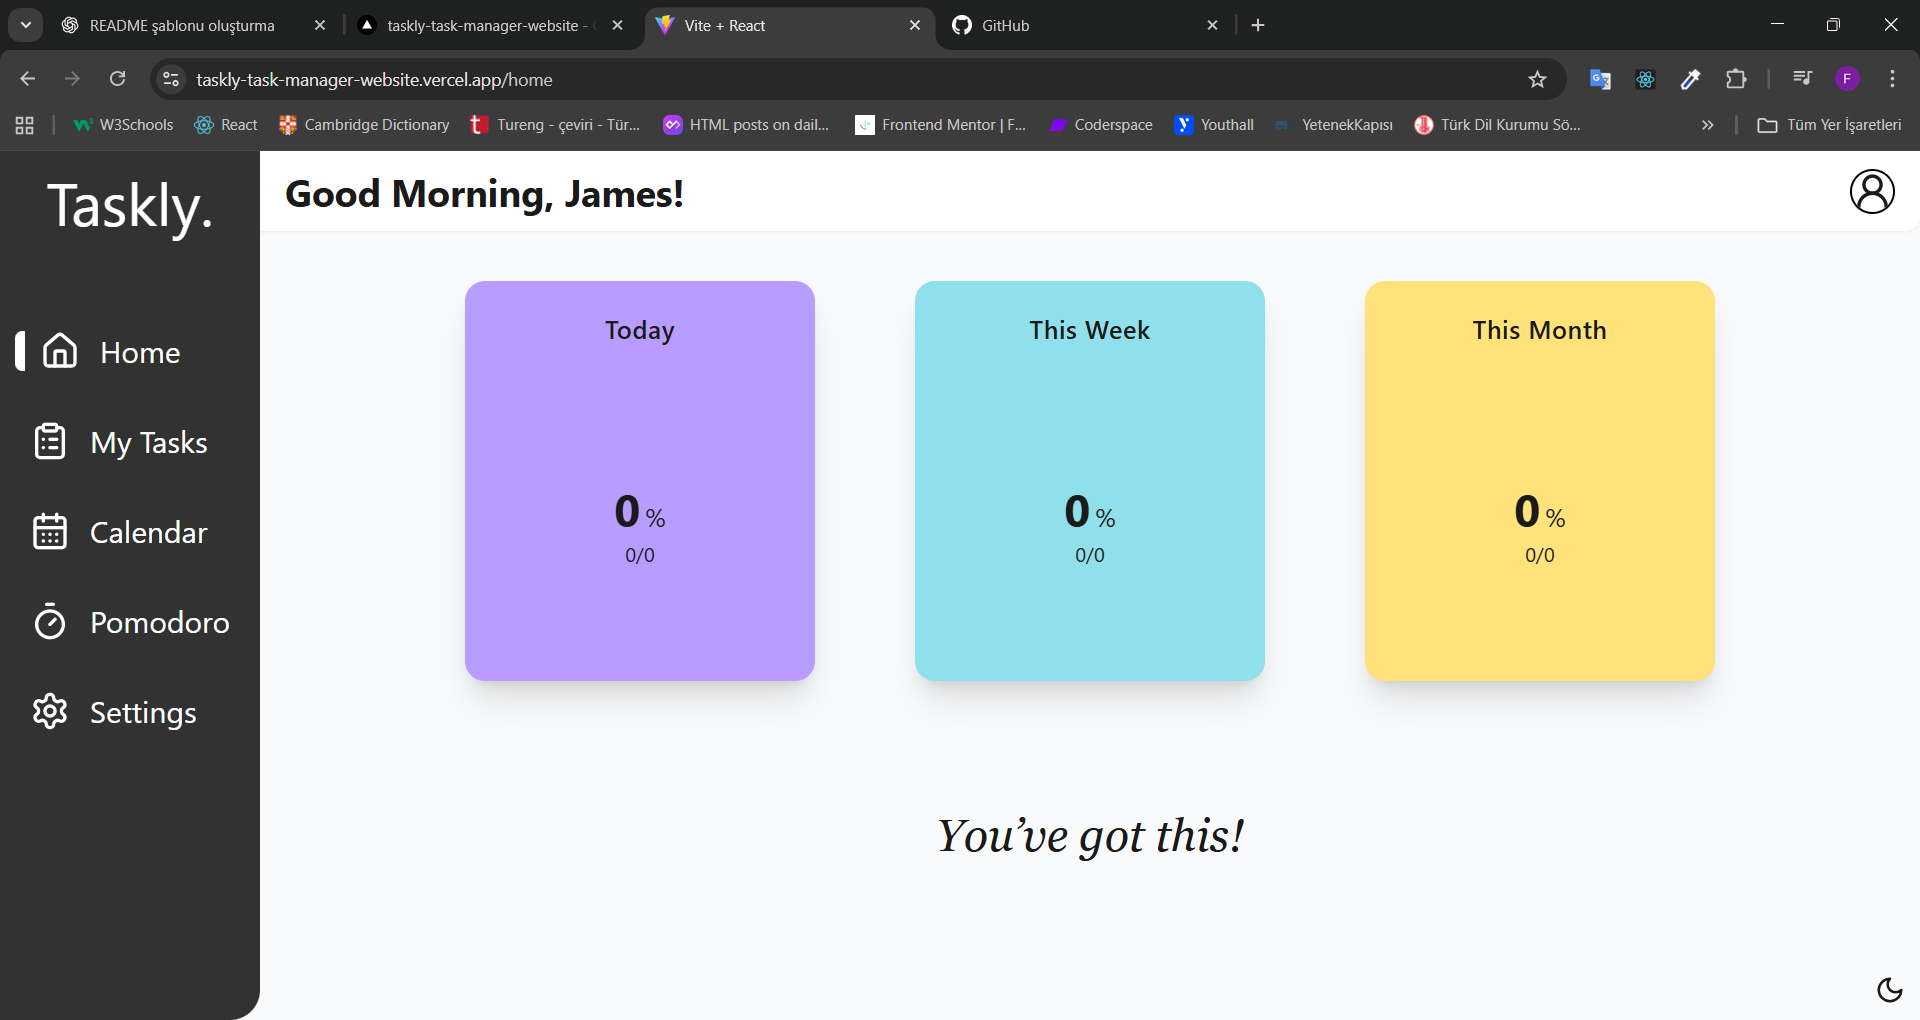 README şablonu oluşturma
taskly-task-manager-website -
Vite + React
GitHub
taskly-task-manager-website.vercel.app/home
F
W3Schools
React
Cambridge Dictionary
Tureng - çeviri - Tür...
HTML posts on dail...
Frontend Mentor | F...
Coderspace
Youthall
YetenekKapısı
Türk Dil Kurumu Sö...
»
Tüm Yer İşaretleri
Taskly.
Good Morning, James!
Home
My Tasks
Calendar
Pomodoro
Settings
Today
0 %
0/0
This Week
0 %
0/0
This Month
0 %
0/0
You’ve got this!